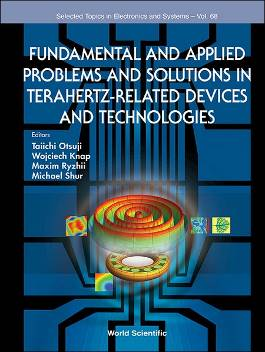 Selected Topics in Electronics and Systems – Vol. 68
FUNDAMENTAL AND APPLIED
PROBLEMS AND SOLUTIONS IN
TERAHERTZ-RELATED DEVICES
AND TECHNOLOGIES
Editors
Taiichi Otsuji
Wojciech Knap
Maxim Ryzhii
Michael Shur
World Scientific